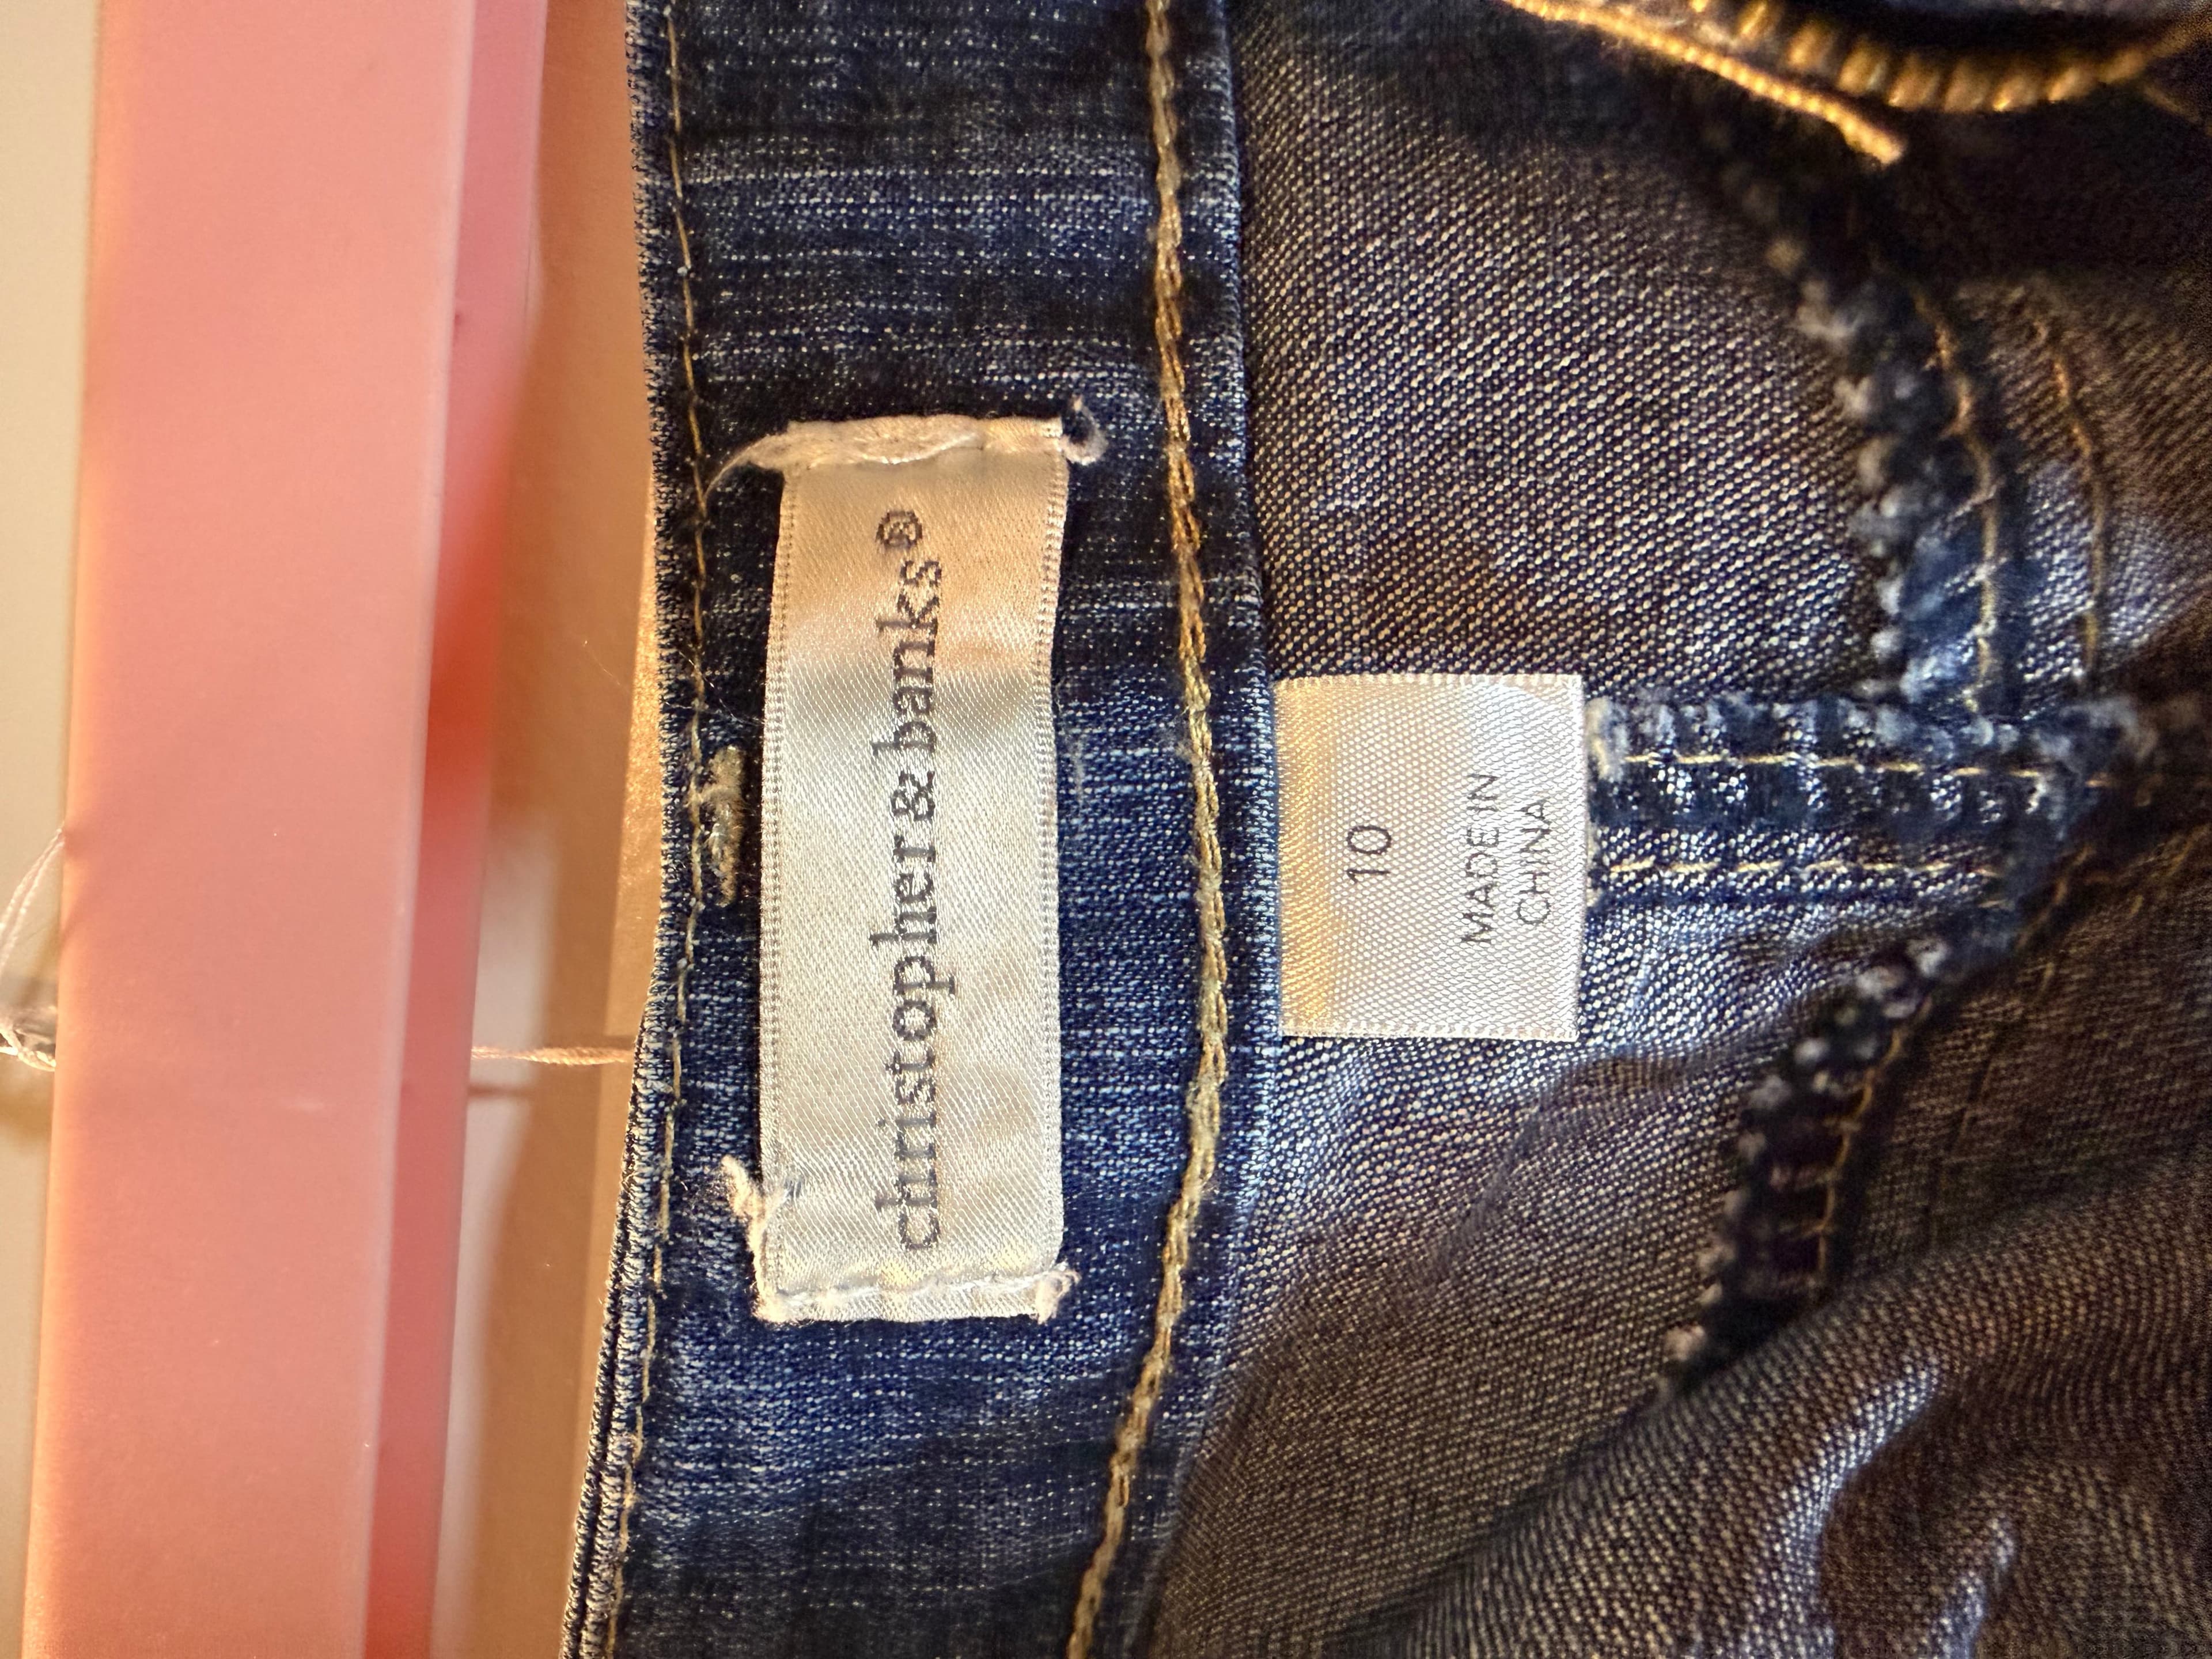 christopher & banks®
10
MADE IN
CHINA